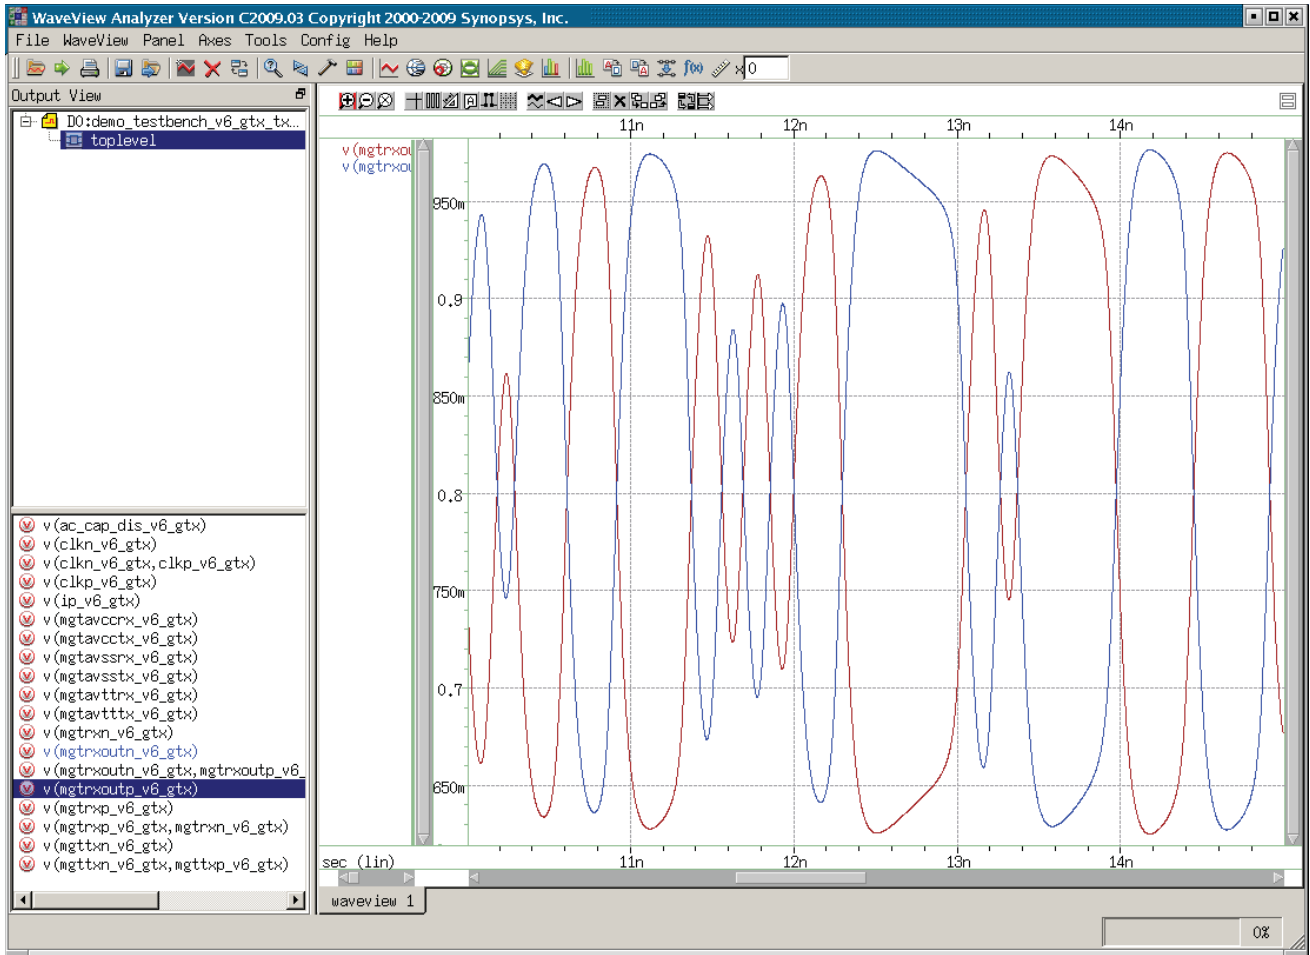 WaveView Analyzer Version C2009.03 Copyright 2000-2009 Synopsys, Inc.
File WaveView Panel Axes Tools Config Help
f(x) x 0
Output View
D0:demo_testbench_v6_gtx_tx...
toplevel
11n 12n 13n 14n
v(mgtrxou
v(mgtrxou
950m
0.9
850m
0.8
750m
0.7
650m
v(ac_cap_dis_v6_gtx)
v(clkn_v6_gtx)
v(clkn_v6_gtx,clkp_v6_gtx)
v(clkp_v6_gtx)
v(ip_v6_gtx)
v(mgtavccrx_v6_gtx)
v(mgtavcctx_v6_gtx)
v(mgtavssrx_v6_gtx)
v(mgtavsstx_v6_gtx)
v(mgtavttrx_v6_gtx)
v(mgtavtttx_v6_gtx)
v(mgtrxn_v6_gtx)
v(mgtrxoutn_v6_gtx)
v(mgtrxoutn_v6_gtx,mgtrxoutp_v6_
v(mgtrxoutp_v6_gtx)
v(mgtrxp_v6_gtx)
v(mgtrxp_v6_gtx,mgtrxn_v6_gtx)
v(mgttxn_v6_gtx)
v(mgttxn_v6_gtx,mgttxp_v6_gtx)
sec (lin) 11n 12n 13n 14n
waveview 1
0%